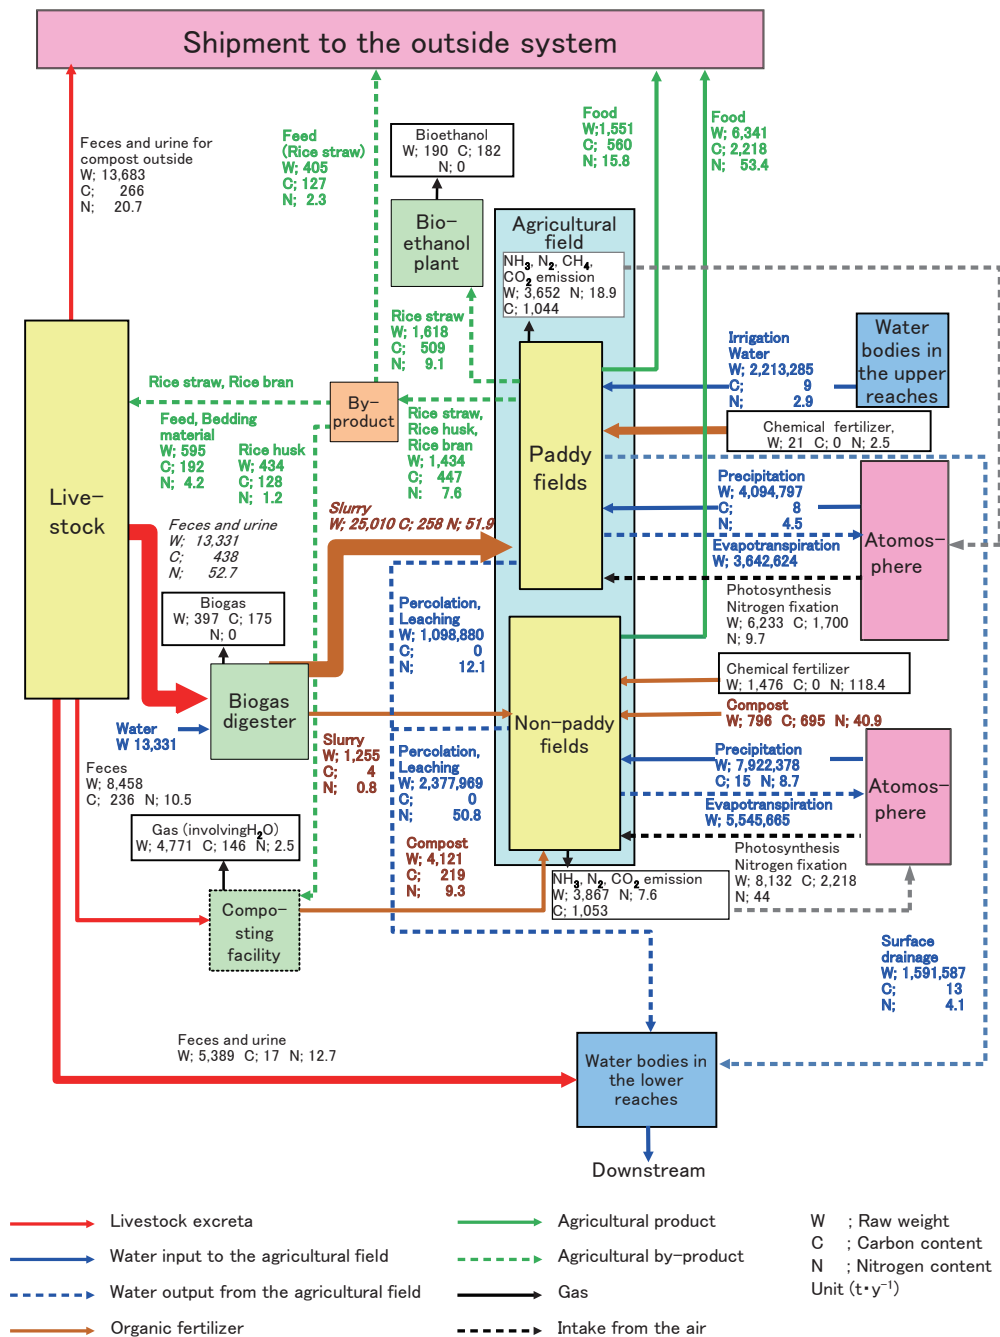 Shipment to the outside system
Feces and urine for
compost outside
W; 13,683
C; 266
N; 20.7
Feed
(Rice straw)
W; 405
C; 127
N; 2.3
Bioethanol
W; 190 C; 182
N; 0
Food
W;1,551
C; 560
N; 15.8
Food
W; 6,341
C; 2,218
N; 53.4
Bio-
ethanol
plant
Agricultural
field
NH3, N2, CH4,
CO2 emission
W; 3,652 N; 18.9
C; 1,044
Rice straw
W; 1,618
C; 509
N; 9.1
Irrigation
Water
W; 2,213,285
C; 9
N; 2.9
Water
bodies in
the upper
reaches
Rice straw, Rice bran
By-
product
Feed, Bedding
material
W; 595
C; 192
N; 4.2
Rice husk
W; 434
C; 128
N; 1.2
Rice straw,
Rice husk,
Rice bran
W; 1,434
C; 447
N; 7.6
Chemical fertilizer,
W; 21 C; 0 N; 2.5
Paddy
fields
Live-
stock
Precipitation
W; 4,094,797
C; 8
N; 4.5
Slurry
W; 25,010 C; 258 N; 51.9
Feces and urine
W; 13,331
C; 438
N; 52.7
Evapotranspiration
W; 3,642,624
Atomos-
phere
Photosynthesis
Nitrogen fixation
W; 6,233 C; 1,700
N; 9.7
Biogas
W; 397 C; 175
N; 0
Percolation,
Leaching
W; 1,098,880
C; 0
N; 12.1
Biogas
digester
Chemical fertilizer
W; 1,476 C; 0 N; 118.4
Compost
W; 796 C; 695 N; 40.9
Water
W 13,331
Non-paddy
fields
Slurry
W; 1,255
C; 4
N; 0.8
Percolation,
Leaching
W; 2,377,969
C; 0
N; 50.8
Precipitation
W; 7,922,378
C; 15 N; 8.7
Feces
W; 8,458
C; 236 N; 10.5
Evapotranspiration
W; 5,545,665
Atomos-
phere
Gas (involvingH2O)
W; 4,771 C; 146 N; 2.5
Compost
W; 4,121
C; 219
N; 9.3
Photosynthesis
Nitrogen fixation
W; 8,132 C; 2,218
N; 44
NH3, N2, CO2 emission
W; 3,867 N; 7.6
C; 1,053
Compo-
sting
facility
Surface
drainage
W; 1,591,587
C; 13
N; 4.1
Feces and urine
W; 5,389 C; 17 N; 12.7
Water bodies in
the lower
reaches
Downstream
Livestock excreta
Water input to the agricultural field
Water output from the agricultural field
Organic fertilizer
Agricultural product
Agricultural by-product
Gas
Intake from the air
W ; Raw weight
C ; Carbon content
N ; Nitrogen content
Unit (t・y⁻¹)